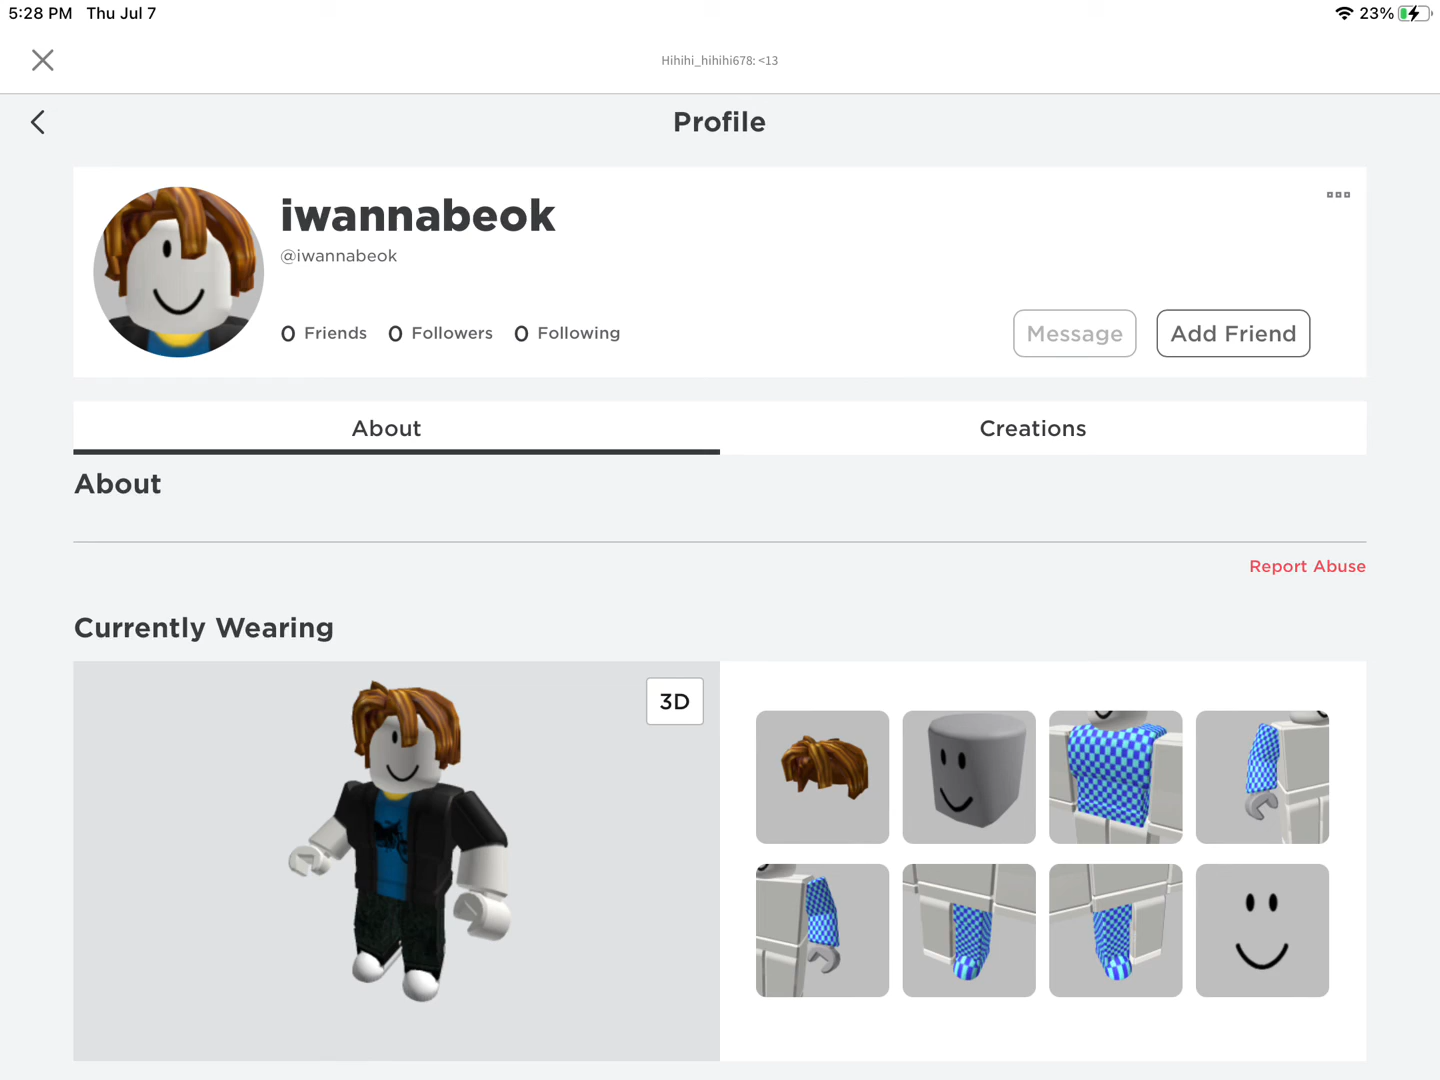 5:28 PM Thu Jul 7
23%
Hihihi_hihihi678: <13
Profile
iwannabeok
@iwannabeok
0 Friends 0 Followers 0 Following
Message Add Friend
About Creations
About
Report Abuse
Currently Wearing
3D